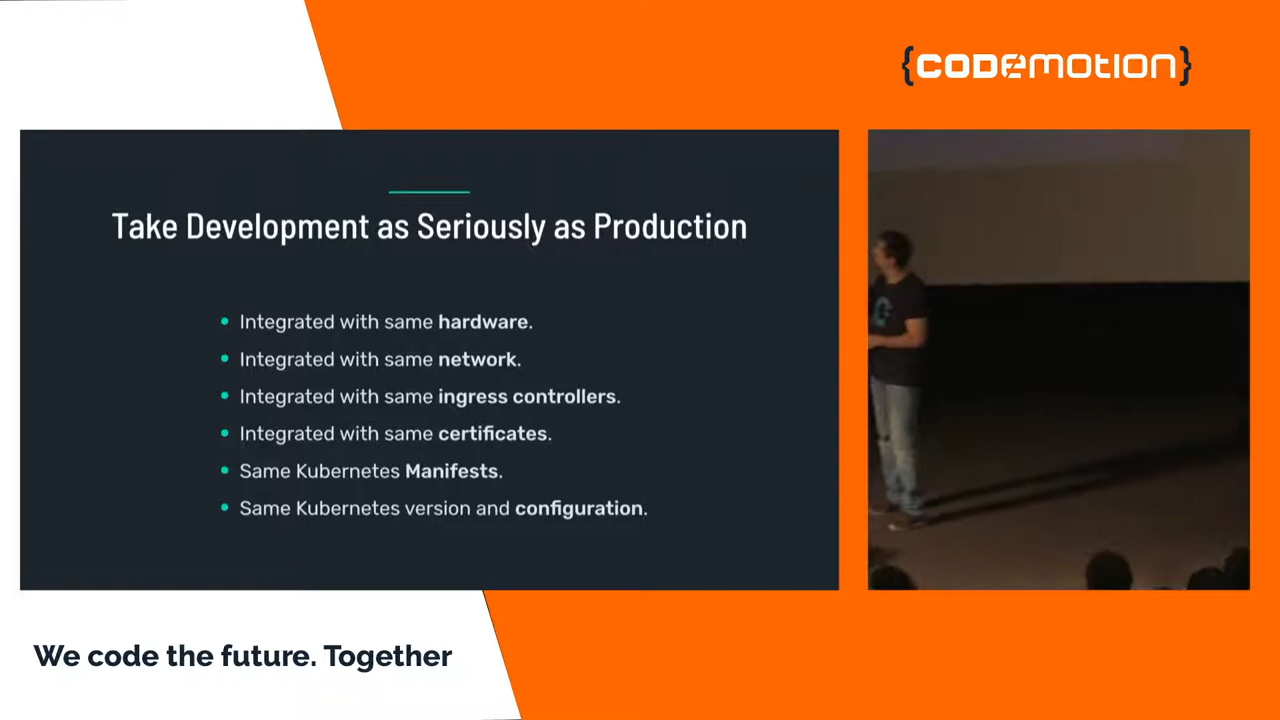 {CODEMOTION}
Take Development as Seriously as Production
Integrated with same hardware.
Integrated with same network.
Integrated with same ingress controllers.
Integrated with same certificates.
Same Kubernetes Manifests.
Same Kubernetes version and configuration.
We code the future. Together